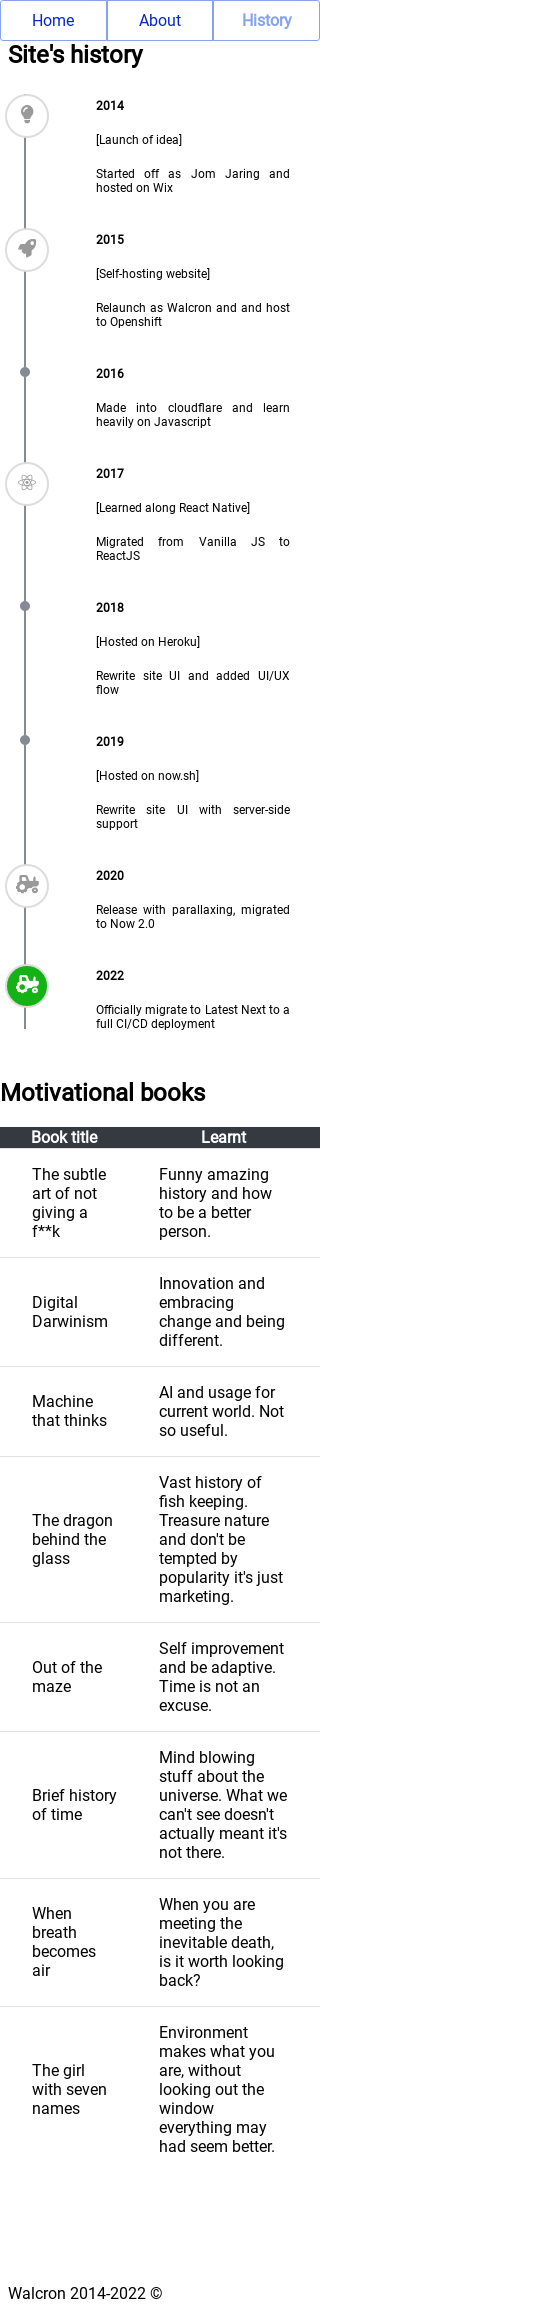 Home About History
Site's history
2014
[Launch of idea]
Started off as Jom Jaring and
hosted on Wix
2015
[Self-hosting website]
Relaunch as Walcron and and host
to Openshift
2016
Made into cloudflare and learn
heavily on Javascript
2017
[Learned along React Native]
Migrated from Vanilla JS to
ReactJS
2018
[Hosted on Heroku]
Rewrite site UI and added UI/UX
flow
2019
[Hosted on now.sh]
Rewrite site UI with server-side
support
2020
Release with parallaxing, migrated
to Now 2.0
2022
Officially migrate to Latest Next to a
full CI/CD deployment
Motivational books
Book title Learnt
The subtle
art of not
giving a
f**k
Funny amazing
history and how
to be a better
person.
Digital
Darwinism
Innovation and
embracing
change and being
different.
Machine
that thinks
AI and usage for
current world. Not
so useful.
The dragon
behind the
glass
Vast history of
fish keeping.
Treasure nature
and don't be
tempted by
popularity it's just
marketing.
Out of the
maze
Self improvement
and be adaptive.
Time is not an
excuse.
Brief history
of time
Mind blowing
stuff about the
universe. What we
can't see doesn't
actually meant it's
not there.
When
breath
becomes
air
When you are
meeting the
inevitable death,
is it worth looking
back?
The girl
with seven
names
Environment
makes what you
are, without
looking out the
window
everything may
had seem better.
Walcron 2014-2022 ©